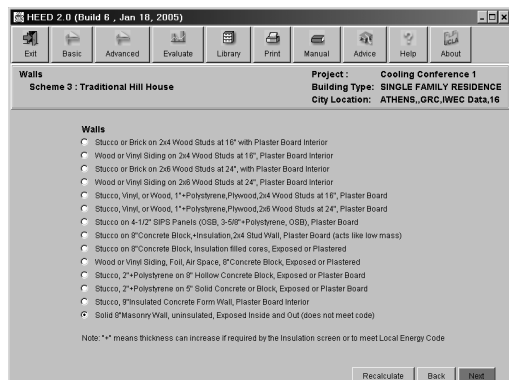 HEED 2.0 (Build 6 , Jan 18, 2005)
Exit Basic Advanced Evaluate Library Print Manual Advice Help About
Walls
Scheme 3 : Traditional Hill House
Project : Cooling Conference 1
Building Type: SINGLE FAMILY RESIDENCE
City Location: ATHENS,,GRC,IWEC Data,16
Walls
Stucco or Brick on 2x4 Wood Studs at 16" with Plaster Board Interior
Wood or Vinyl Siding on 2x4 Wood Studs at 16", Plaster Board Interior
Stucco or Brick on 2x6 Wood Studs at 24", with Plaster Board Interior
Wood or Vinyl Siding on 2x6 Wood Studs at 24", Plaster Board Interior
Stucco, Vinyl, or Wood, 1"+Polystyrene,Plywood,2x4 Wood Studs at 16", Plaster Board
Stucco, Vinyl, or Wood, 1"+Polystyrene,Plywood,2x6 Wood Studs at 24", Plaster Board
Stucco on 4-1/2" SIPS Panels (OSB, 3-5/8"+Polystyrene, OSB), Plaster Board
Stucco on 8"Concrete Block,+Insulation,2x4 Stud Wall, Plaster Board (acts like low mass)
Stucco on 8"Concrete Block, Insulation filled cores, Exposed or Plastered
Wood or Vinyl Siding, Foil, Air Space, 8"Concrete Block, Exposed or Plastered
Stucco, 2"+Polystyrene on 8" Hollow Concrete Block, Exposed or Plaster Board
Stucco, 2"+Polystyrene on 5" Solid Concrete or Block, Exposed or Plaster Board
Stucco, 9"Insulated Concrete Form Wall, Plaster Board Interior
Solid 8"Masonry Wall, uninsulated, Exposed Inside and Out (does not meet code)
Note: "+" means thickness can increase if required by the Insulation screen or to meet Local Energy Code
Recalculate Back Next